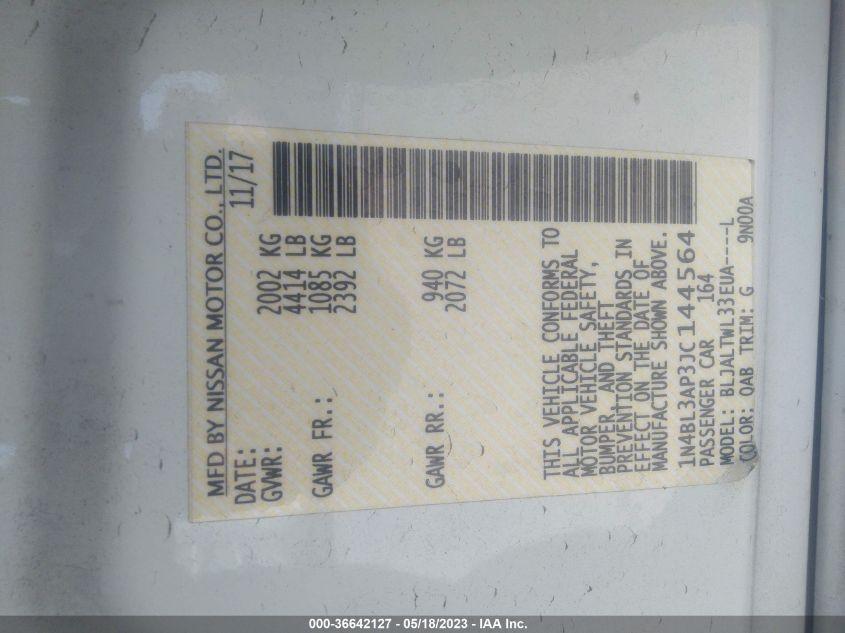 MFD BY NISSAN MOTOR CO., LTD.
DATE: 11/17
GVWR: 2002 KG
4414 LB
GAWR FR.: 1085 KG
2392 LB
GAWR RR.: 940 KG
2072 LB
THIS VEHICLE CONFORMS TO
ALL APPLICABLE FEDERAL
MOTOR VEHICLE SAFETY,
BUMPER, AND THEFT
PREVENTION STANDARDS IN
EFFECT ON THE DATE OF
MANUFACTURE SHOWN ABOVE.
1N4BL3AP3JC144564
PASSENGER CAR 164
MODEL: BLJALTWL33EUA----L
COLOR: QAB TRIM: G 9N00A
000-36642127 - 05/18/2023 - IAA Inc.